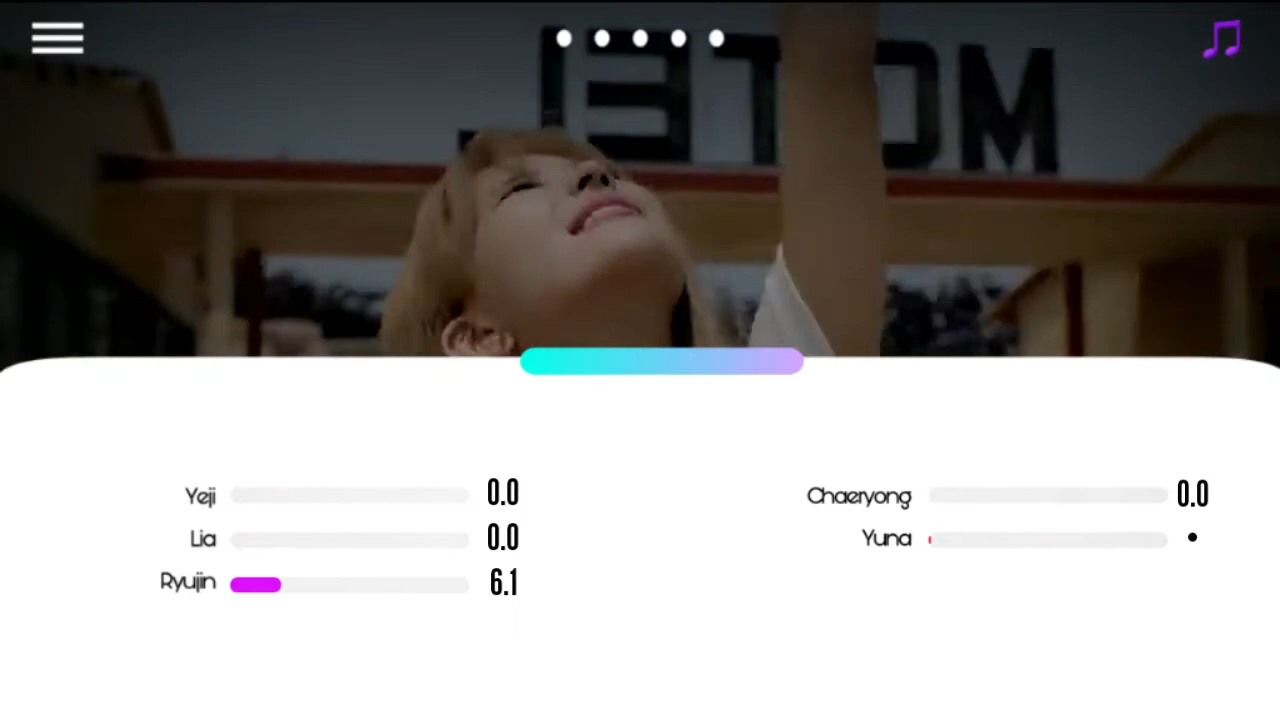 MOTEL
Yeji 0.0
Lia 0.0
Ryujin 6.1
Chaeryong 0.0
Yuna •